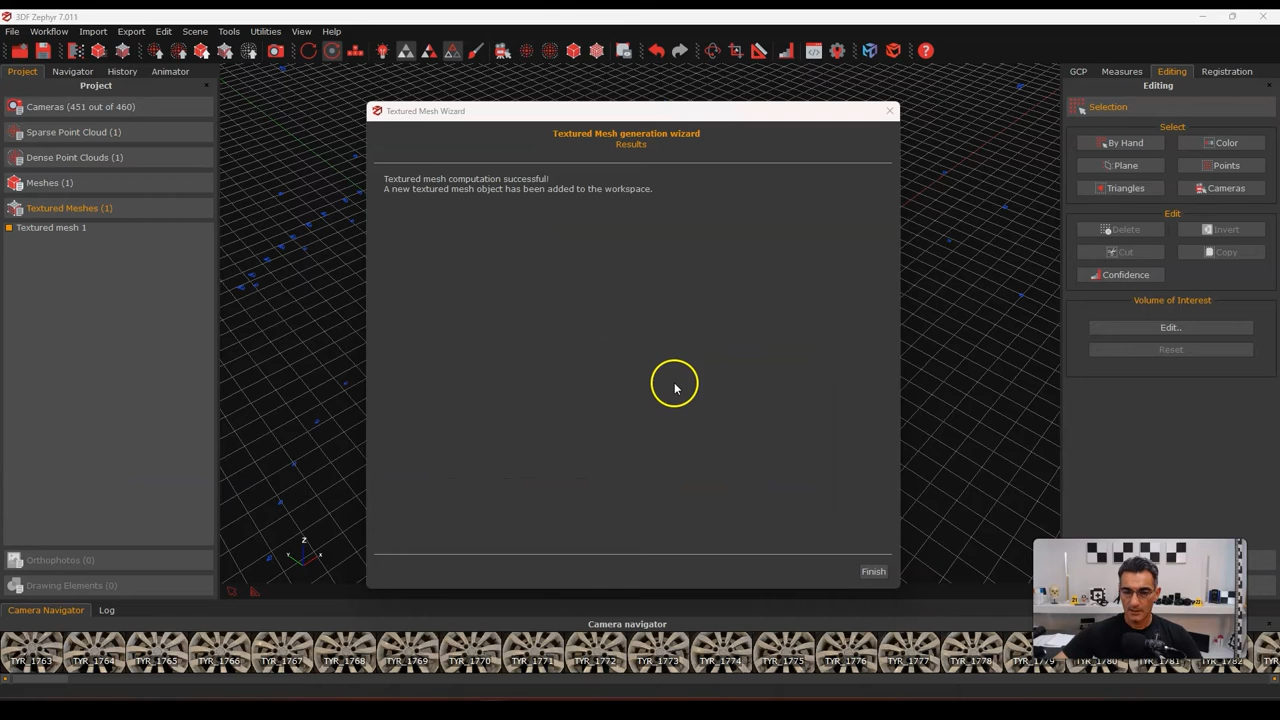 3DF Zephyr 7.011
File Workflow Import Export Edit Scene Tools Utilities View Help
Project Navigator History Animator
Project
Cameras (451 out of 460)
Sparse Point Cloud (1)
Dense Point Clouds (1)
Meshes (1)
Textured Meshes (1)
Textured mesh 1
Orthophotos (0)
Drawing Elements (0)
Z
Y X
Textured Mesh Wizard
Textured Mesh generation wizard
Results
Textured mesh computation successful!
A new textured mesh object has been added to the workspace.
Finish
GCP Measures Editing Registration
Editing
Selection
Select
By Hand Color
Plane Points
Triangles Cameras
Edit
Delete Invert
Cut Copy
Confidence
Volume of Interest
Edit..
Reset
Camera Navigator Log
Camera navigator
TYR_1763 TYR_1764 TYR_1765 TYR_1766 TYR_1767 TYR_1768 TYR_1769 TYR_1770 TYR_1771 TYR_1772 TYR_1773 TYR_1774 TYR_1775 TYR_1776 TYR_1777 TYR_1778 TYR_1779 TYR_1780 TYR_1781 TYR_1782